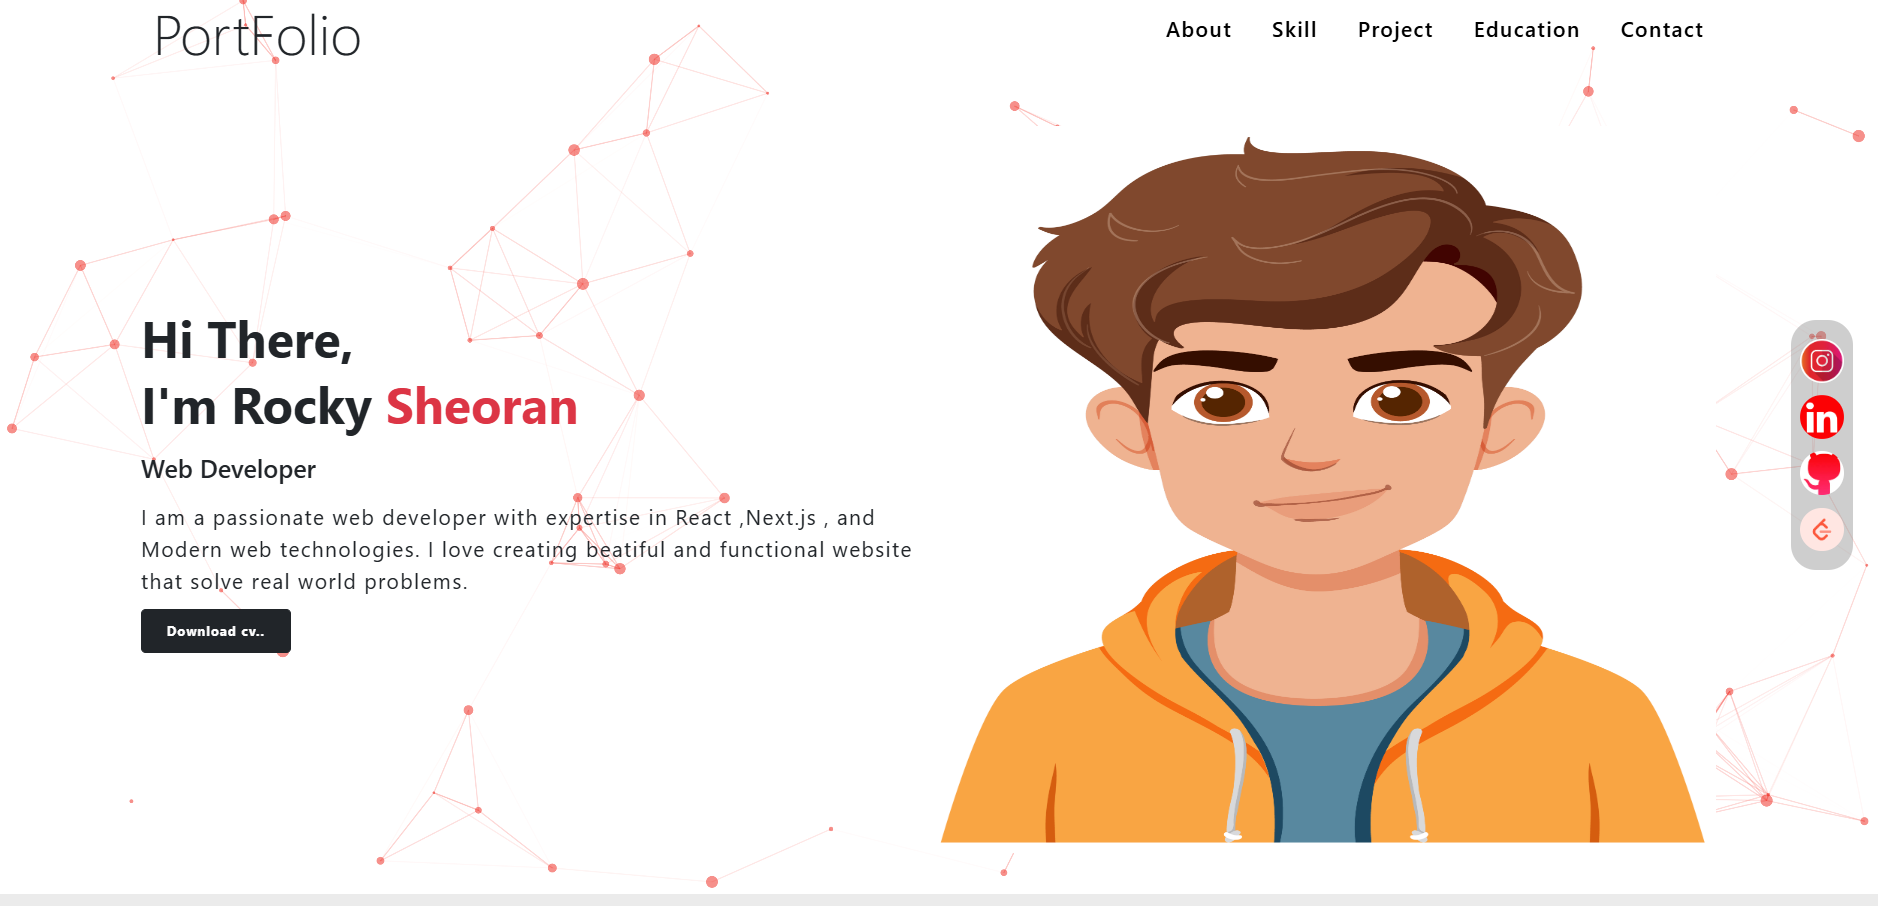 PortFolio
About Skill Project Education Contact
Hi There,
I'm Rocky Sheoran
Web Developer
I am a passionate web developer with expertise in React ,Next.js , and
Modern web technologies. I love creating beatiful and functional website
that solve real world problems.
Download cv..
in